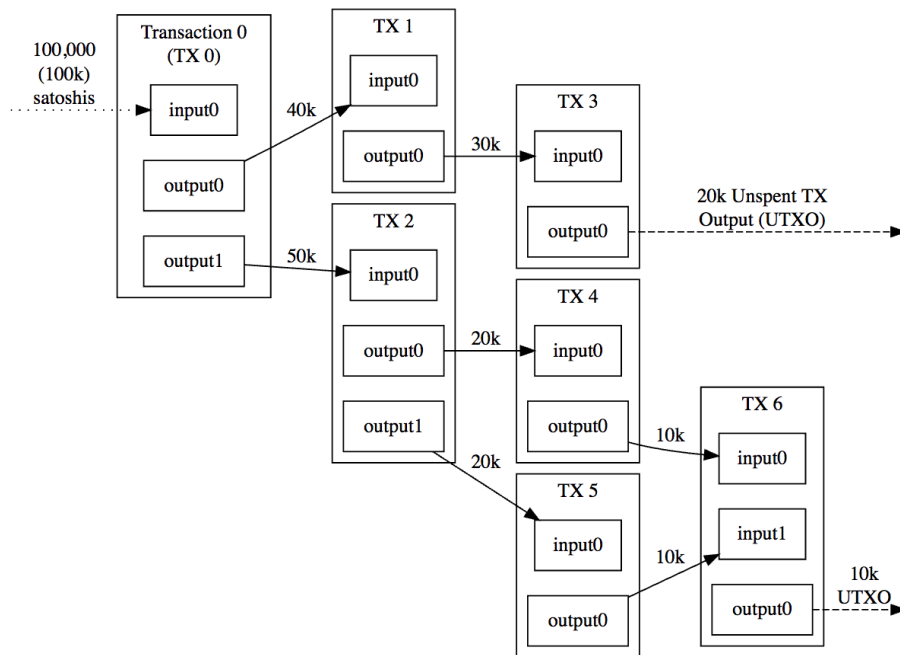 100,000
(100k)
satoshis
Transaction 0
(TX 0)
input0
output0
output1
40k
50k
TX 1
input0
output0
30k
TX 2
input0
output0
output1
20k
20k
TX 3
input0
output0
20k Unspent TX
Output (UTXO)
TX 4
input0
output0
10k
TX 5
input0
output0
10k
TX 6
input0
input1
output0
10k
UTXO